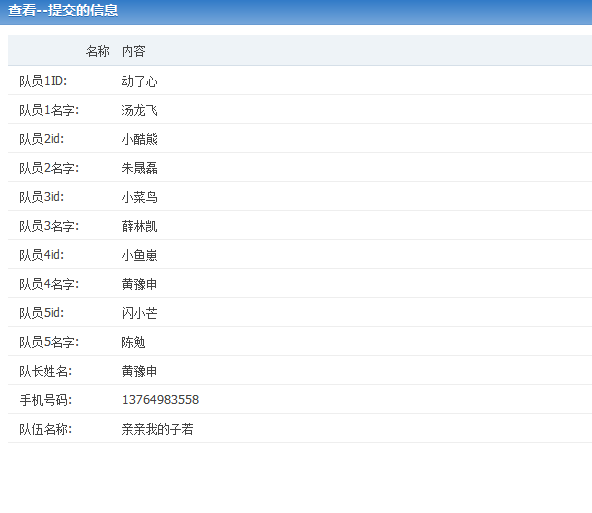 查看--提交的信息
名称 内容
队员1ID: 动了心
队员1名字: 汤龙飞
队员2id: 小酷熊
队员2名字: 朱晟磊
队员3id: 小菜鸟
队员3名字: 薛林凯
队员4id: 小鱼崽
队员4名字: 黄豫申
队员5id: 闪小芒
队员5名字: 陈勉
队长姓名: 黄豫申
手机号码: 13764983558
队伍名称: 亲亲我的子若